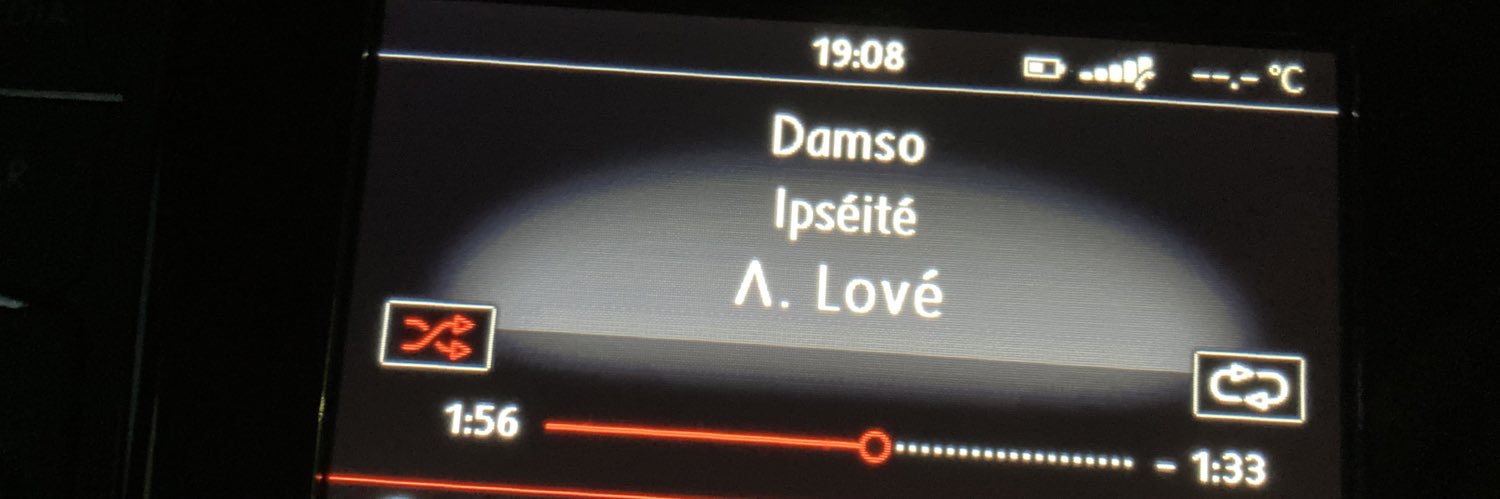 19:08
--.- °C
Damso
Ipséité
Λ. Lové
1:56
- 1:33